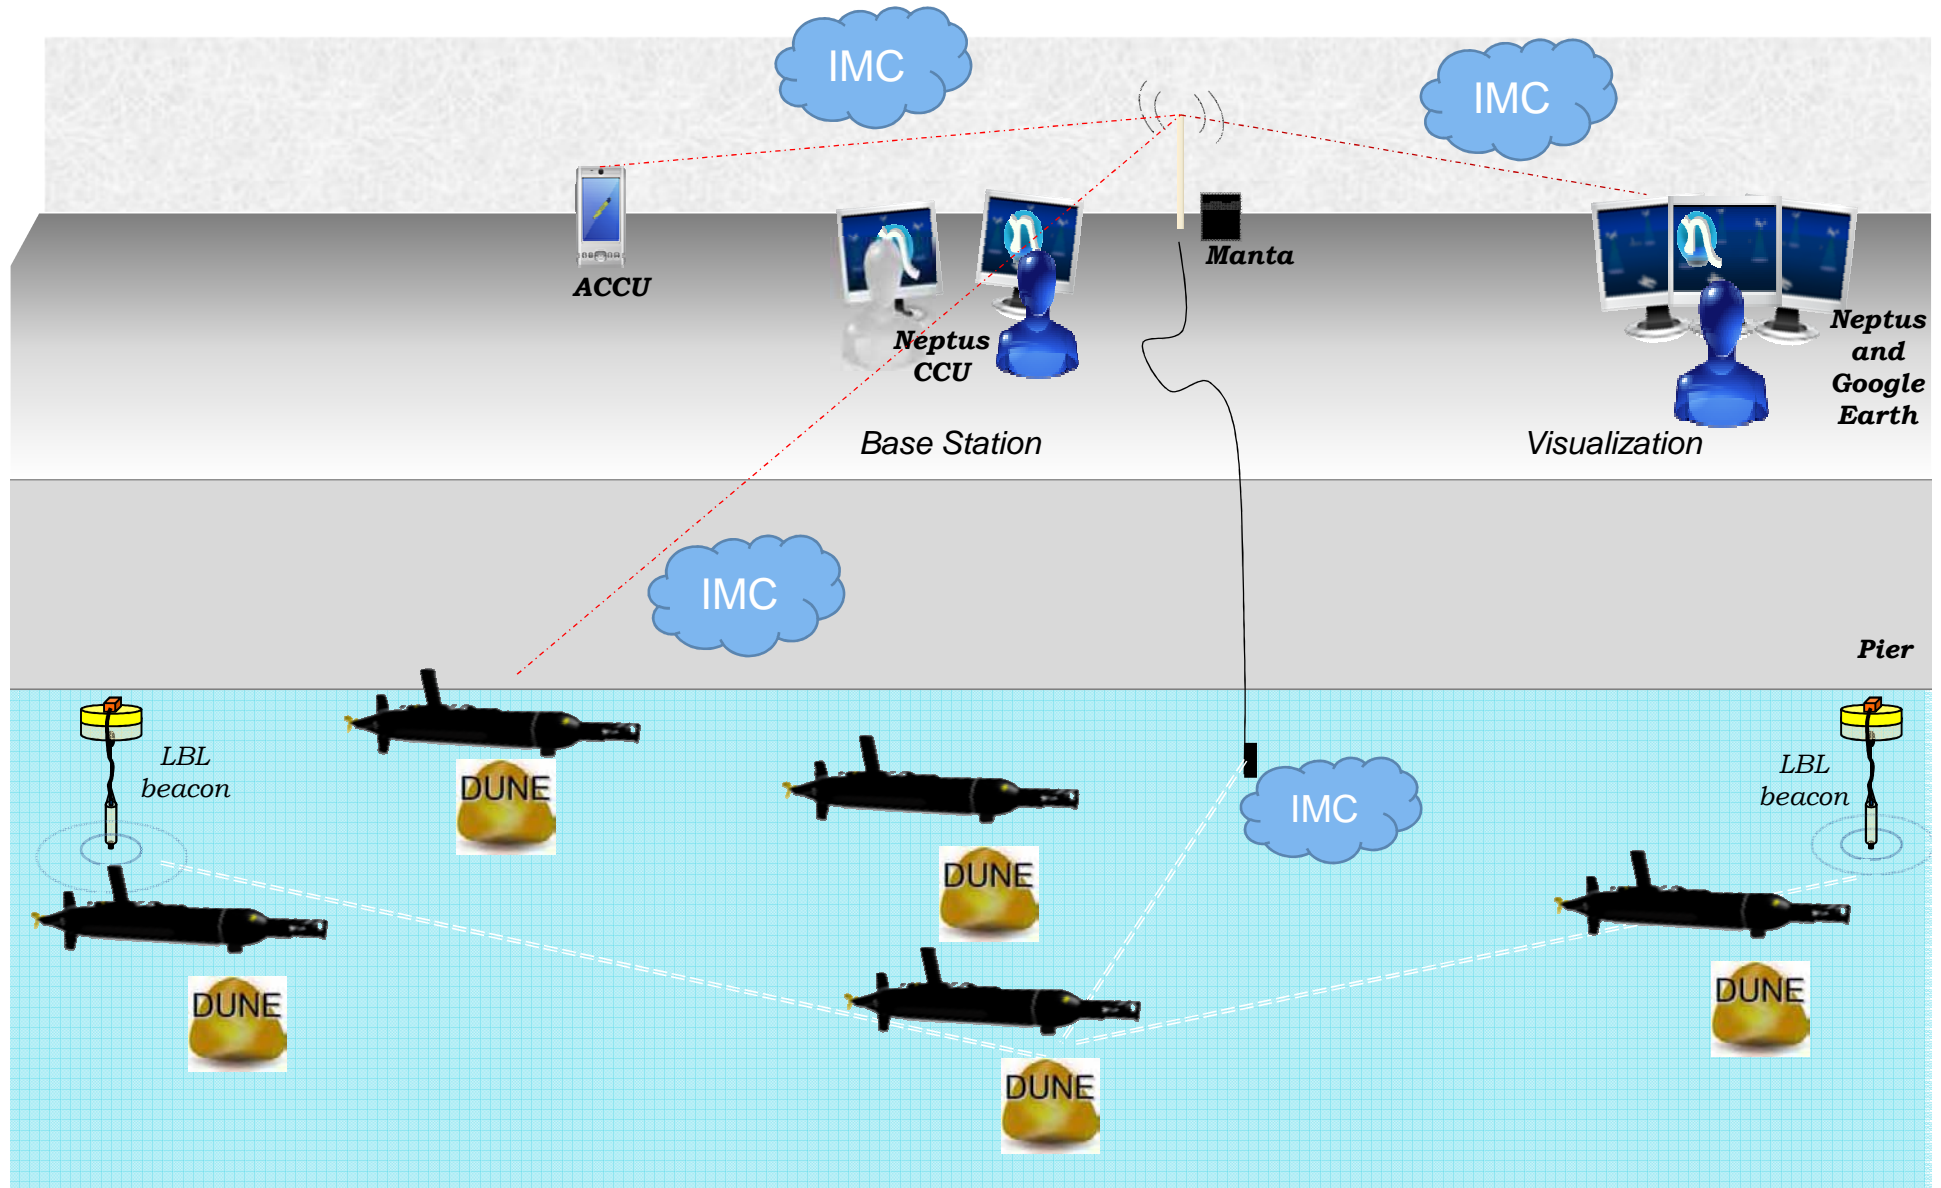 IMC
IMC
Manta
ACCU
Neptus
CCU
Neptus
and
Google
Earth
Base Station
Visualization
IMC
Pier
LBL
beacon
DUNE
IMC
LBL
beacon
DUNE
DUNE
DUNE
DUNE